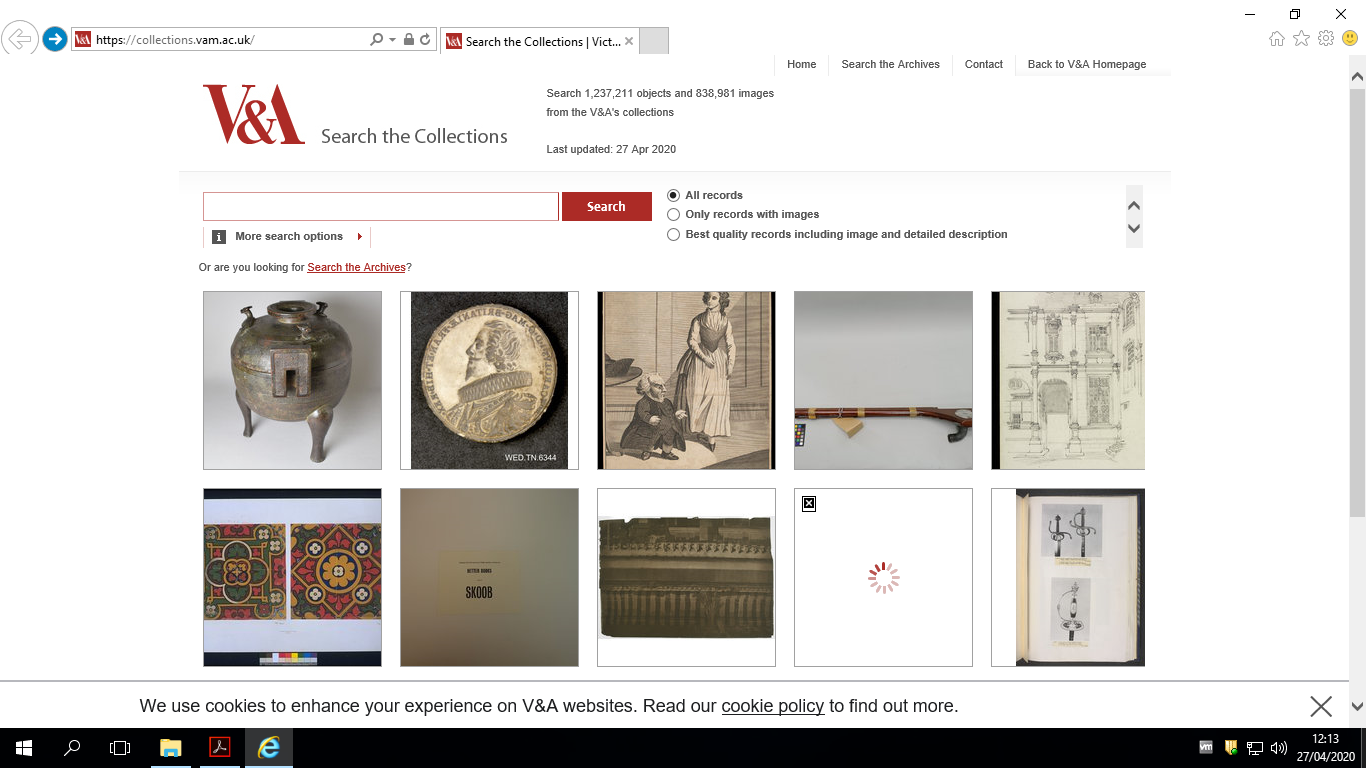 https://collections.vam.ac.uk/
Search the Collections | Vict...
Home
Search the Archives
Contact
Back to V&A Homepage
V&A
Search the Collections
Search 1,237,211 objects and 838,981 images
from the V&A's collections
Last updated: 27 Apr 2020
Search
All records
Only records with images
Best quality records including image and detailed description
More search options
Or are you looking for Search the Archives?
WED.TN.6344
BETTER BOOKS
SKOOB
We use cookies to enhance your experience on V&A websites. Read our cookie policy to find out more.
vm
12:13
27/04/2020